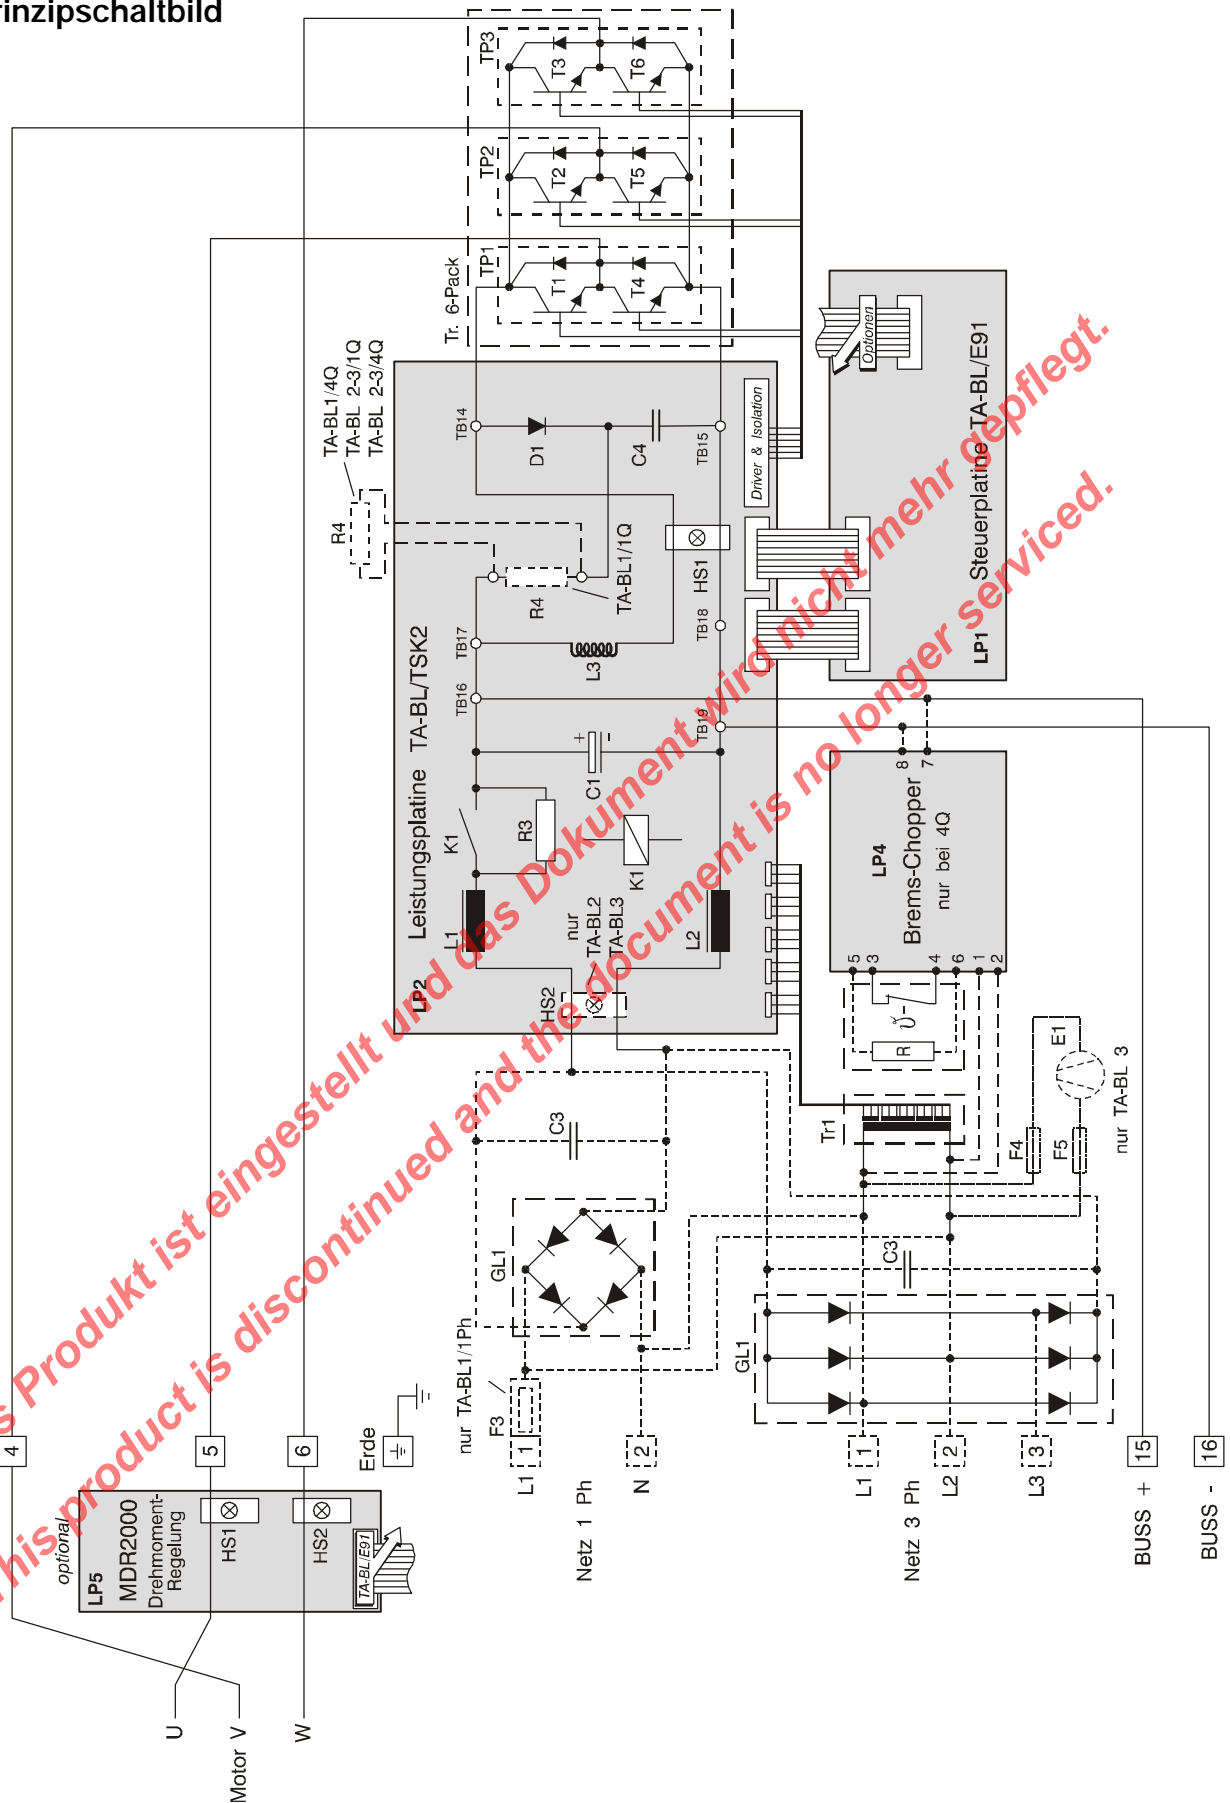 rinzipschaltbild
TP3
T3
T6
TP2
T2
T5
TP1
T1
T4
Tr. 6-Pack
TA-BL1/4Q
TA-BL 2-3/1Q
TA-BL 2-3/4Q
R4
TB14
D1
C4
TB15
Driver & Isolation
Optionen
LP1 Steuerplatine TA-BL/E91
R4
TA-BL1/1Q
HS1
TB18
TB17
L3
TB16
TB19
LP2 Leistungsplatine TA-BL/TSK2
C1
+
-
K1
R3
K1
L1
L2
nur
TA-BL2
TA-BL3
HS2
8
7
LP4
Brems-Chopper
nur bei 4Q
5
3
4
6
1
2
R
Tr1
E1
F4
F5
nur TA-BL 3
C3
GL1
nur TA-BL1/1Ph
F3
L1 1
N 2
Netz 1 Ph
C3
GL1
L1 1
L2 2
L3 3
Netz 3 Ph
BUSS + 15
BUSS - 16
4
5
6
Erde
optional
LP5
MDR2000
Drehmoment-
Regelung
HS1
HS2
TA-BL/E91
U
Motor V
W
s Produkt ist eingestellt und das Dokument wird nicht mehr gepflegt.
This product is discontinued and the document is no longer serviced.